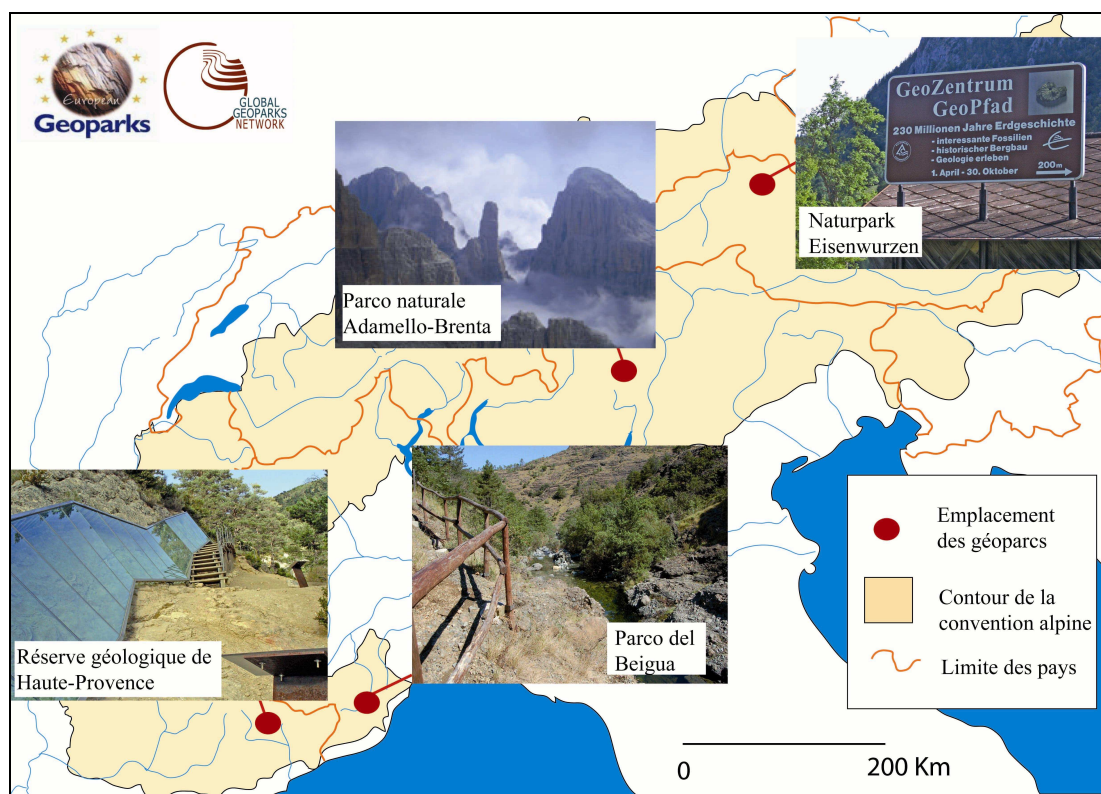 European
Geoparks
GLOBAL
GEOPARKS
NETWORK
GeoZentrum
GeoPfad
230 Millionen Jahre Erdgeschichte
- interessante Fossilien
- historischer Bergbau
- Geologie erleben
1. April - 30. Oktober
200m
Naturpark
Eisenwurzen
Parco naturale
Adamello-Brenta
Réserve géologique de
Haute-Provence
Parco del
Beigua
Emplacement
des géoparcs
Contour de la
convention alpine
Limite des pays
0
200 Km